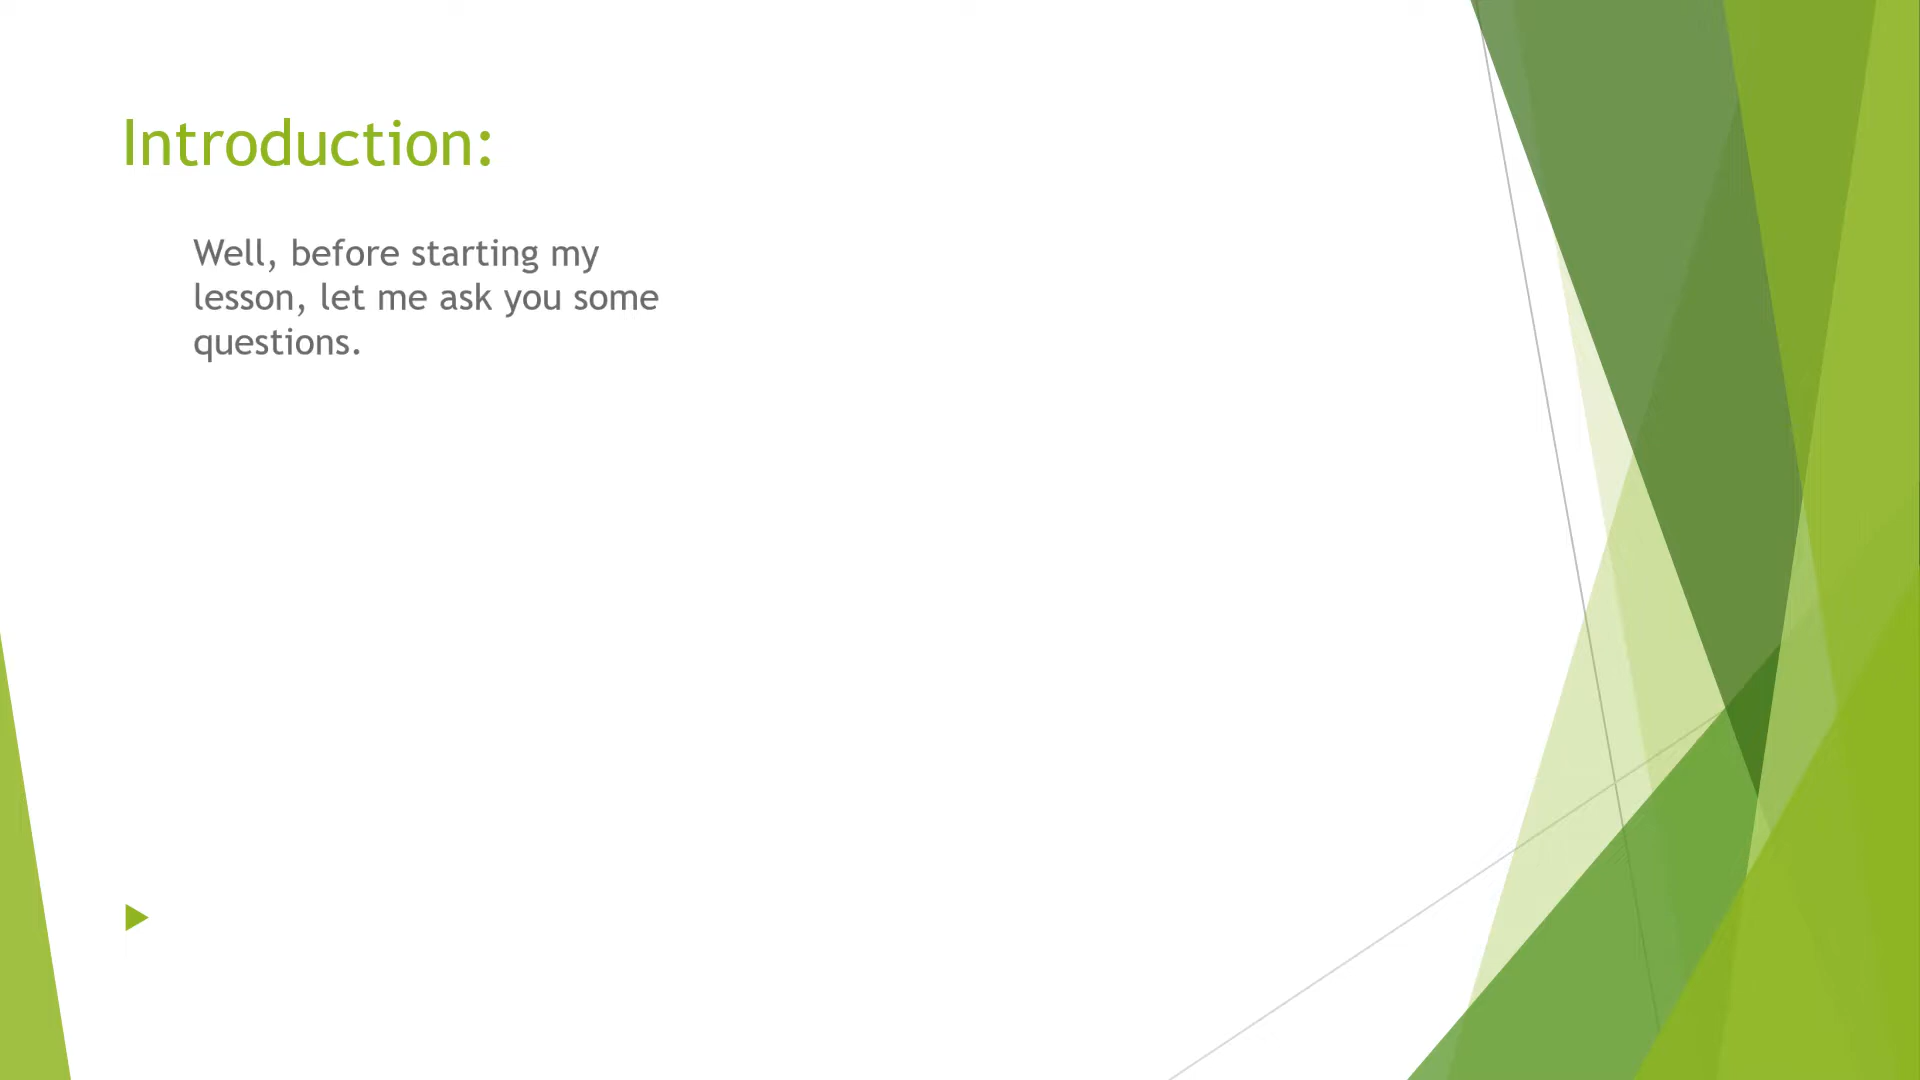 Introduction:
Well, before starting my
lesson, let me ask you some
questions.